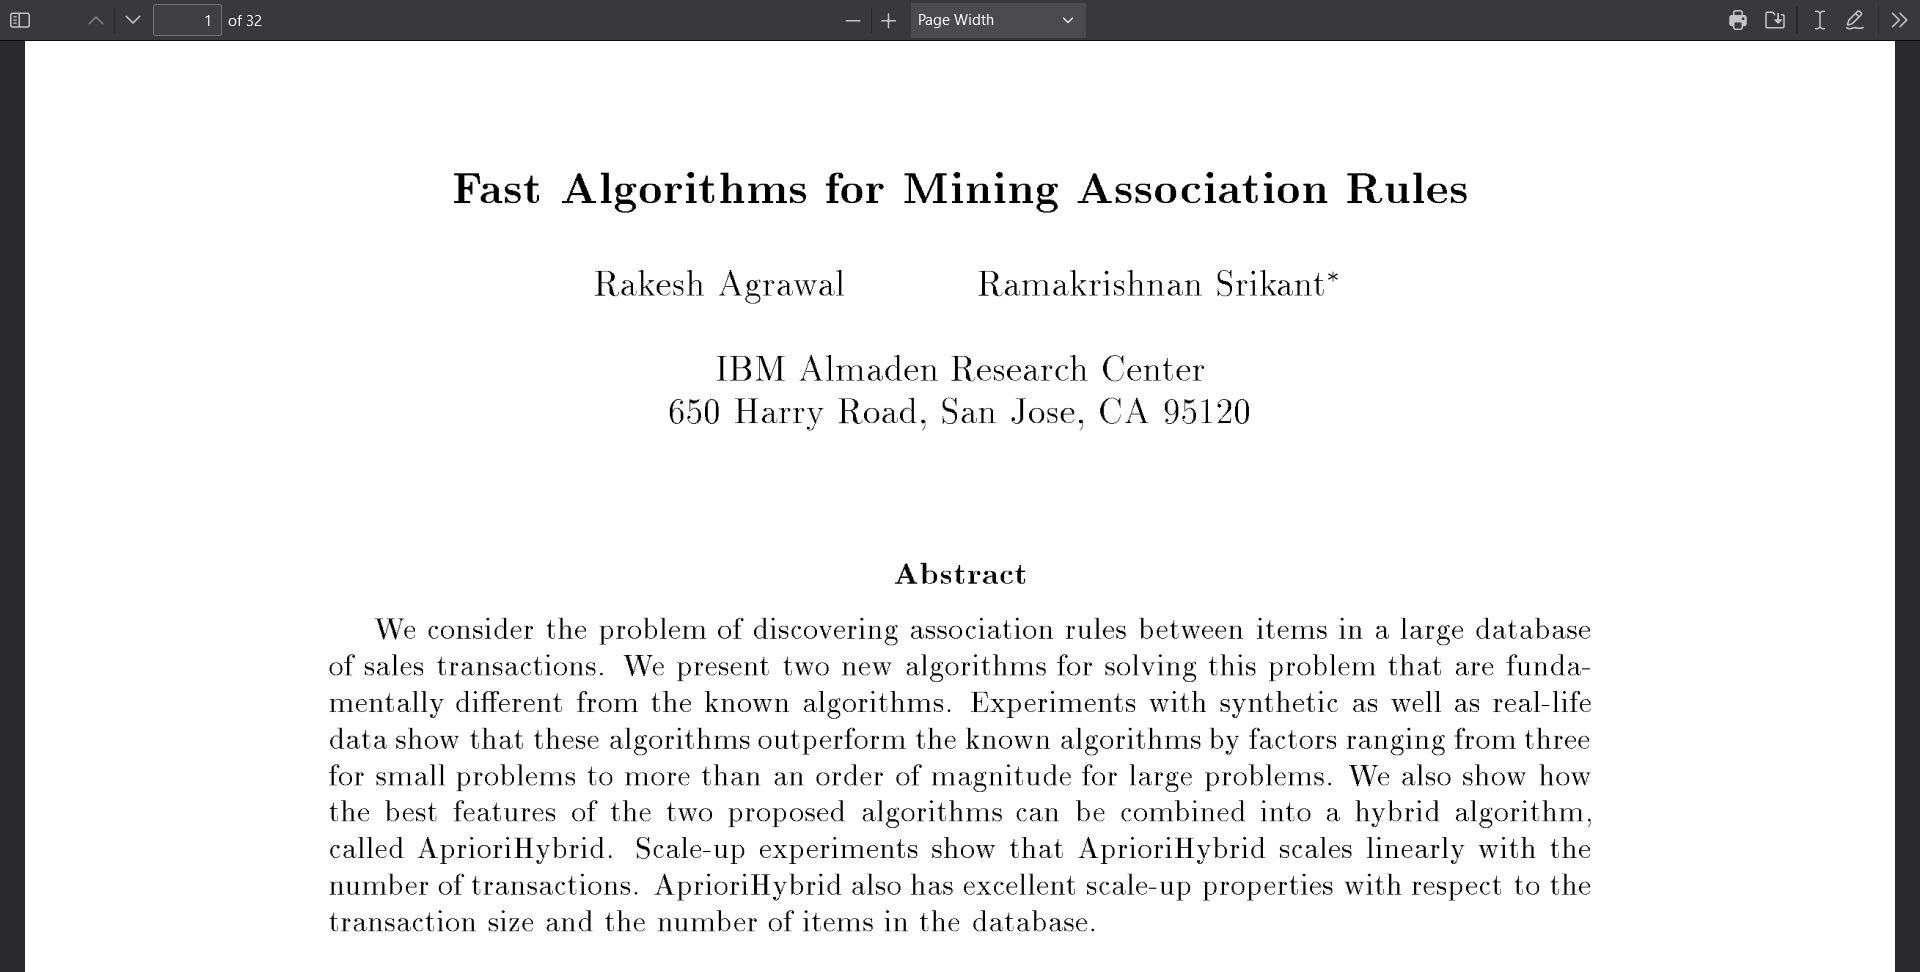 1 of 32 Page Width
Fast Algorithms for Mining Association Rules
Rakesh Agrawal Ramakrishnan Srikant*
IBM Almaden Research Center
650 Harry Road, San Jose, CA 95120
Abstract
We consider the problem of discovering association rules between items in a large database
of sales transactions. We present two new algorithms for solving this problem that are funda-
mentally different from the known algorithms. Experiments with synthetic as well as real-life
data show that these algorithms outperform the known algorithms by factors ranging from three
for small problems to more than an order of magnitude for large problems. We also show how
the best features of the two proposed algorithms can be combined into a hybrid algorithm,
called AprioriHybrid. Scale-up experiments show that AprioriHybrid scales linearly with the
number of transactions. AprioriHybrid also has excellent scale-up properties with respect to the
transaction size and the number of items in the database.